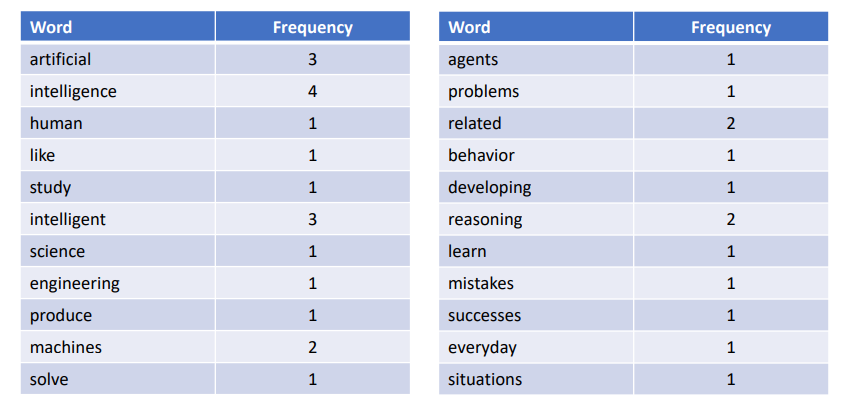 Word Frequency
artificial 3
intelligence 4
human 1
like 1
study 1
intelligent 3
science 1
engineering 1
produce 1
machines 2
solve 1
Word Frequency
agents 1
problems 1
related 2
behavior 1
developing 1
reasoning 2
learn 1
mistakes 1
successes 1
everyday 1
situations 1